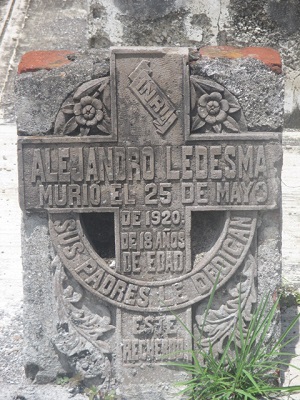 INRI
ALEJANDRO LEDESMA
MURIO. EL 25 DE MAYO
DE 1920.
DE 18 AÑOS
DE EDAD
SUS PADRES LE DEDICAN
ESTE
RECUERDO